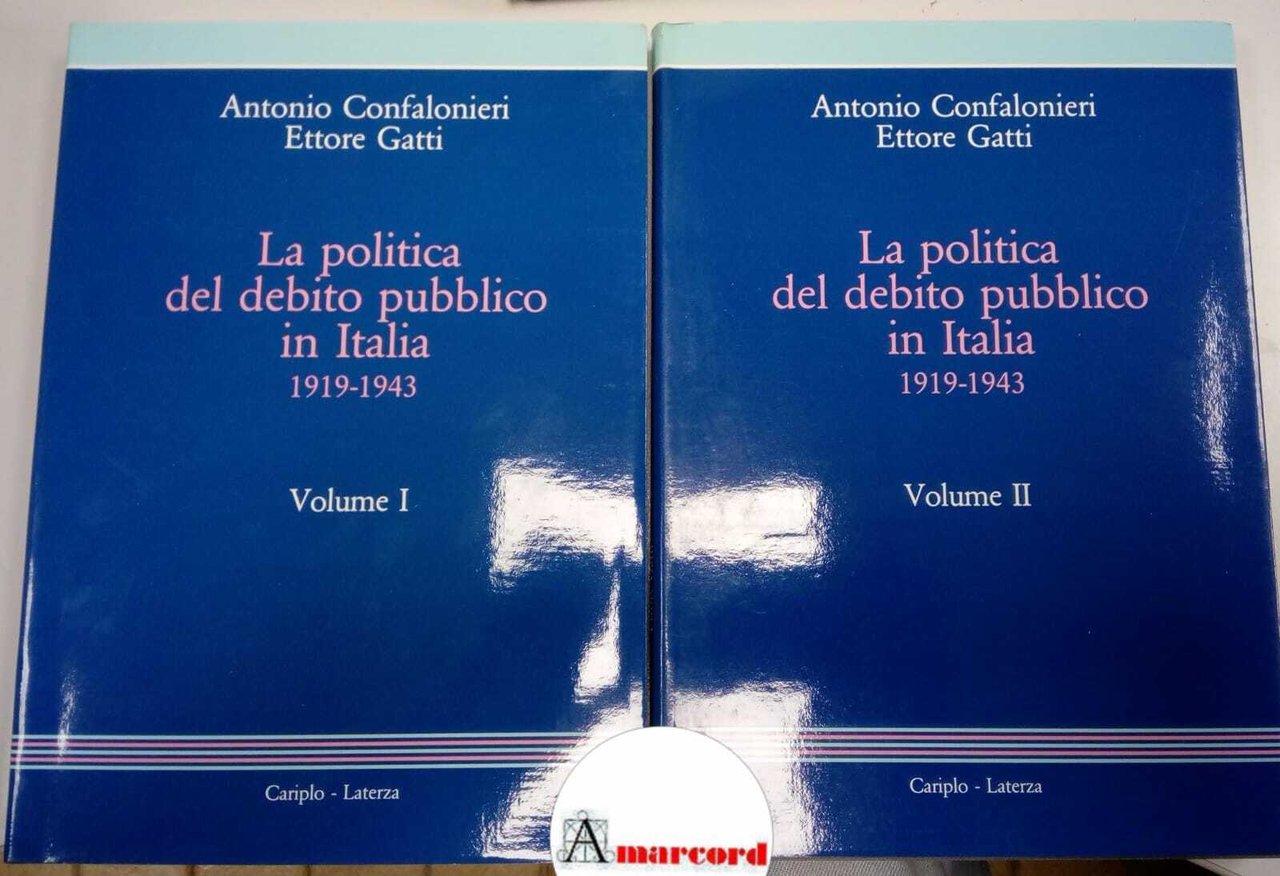 Antonio Confalonieri
Ettore Gatti
La politica
del debito pubblico
in Italia
1919-1943
Volume I
Cariplo - Laterza
Antonio Confalonieri
Ettore Gatti
La politica
del debito pubblico
in Italia
1919-1943
Volume II
Cariplo - Laterza
Amarcord